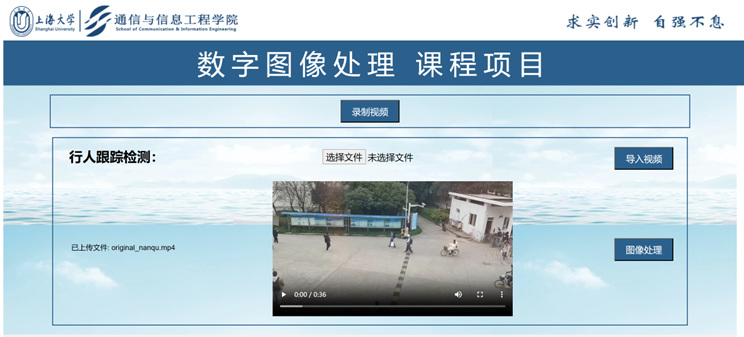 上海大学
Shanghai University
通信与信息工程学院
School of Communication & Information Engineering
求实创新 自强不息
数字图像处理 课程项目
录制视频
行人跟踪检测：
选择文件 未选择文件
导入视频
已上传文件: original_nanqu.mp4
图像处理
0:00 / 0:36